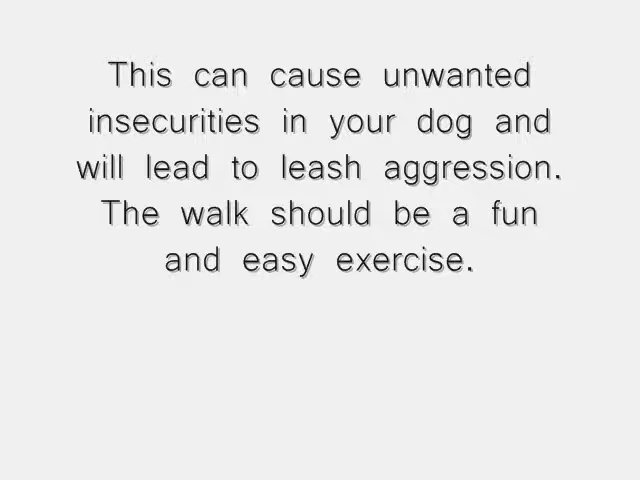 This can cause unwanted
insecurities in your dog and
will lead to leash aggression.
The walk should be a fun
and easy exercise.